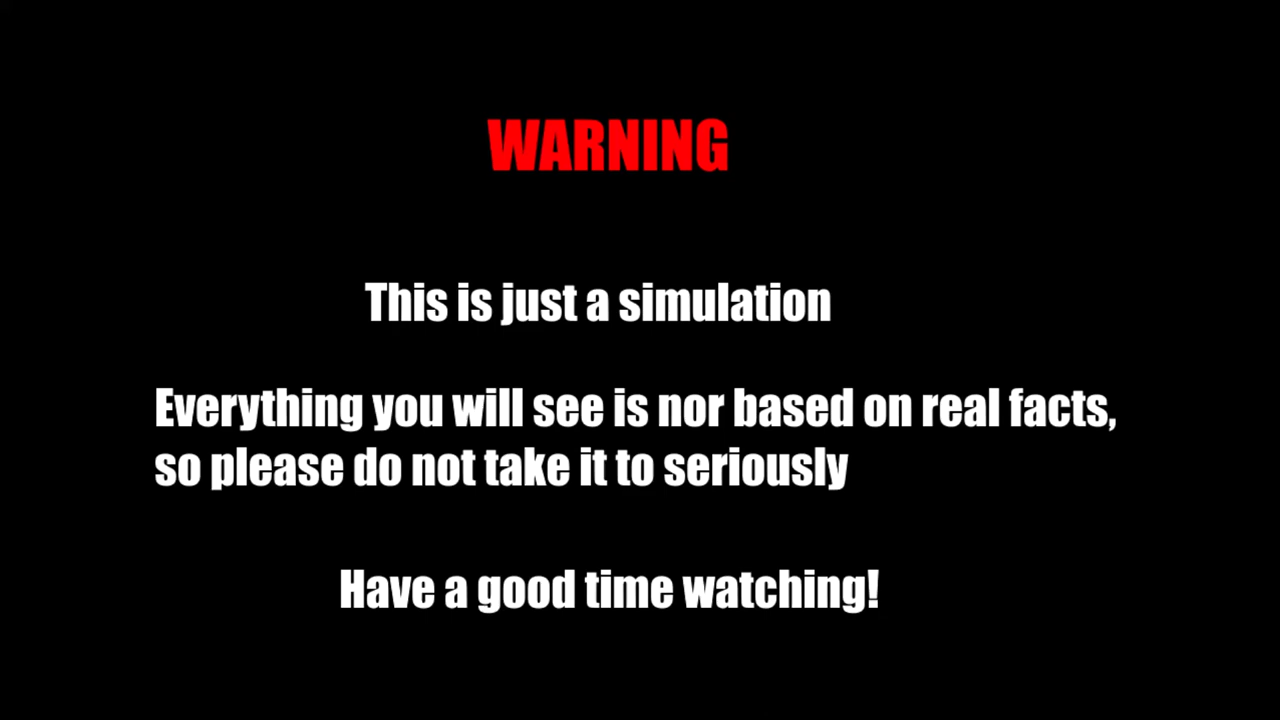 WARNING
This is just a simulation
Everything you will see is nor based on real facts,
so please do not take it to seriously
Have a good time watching!